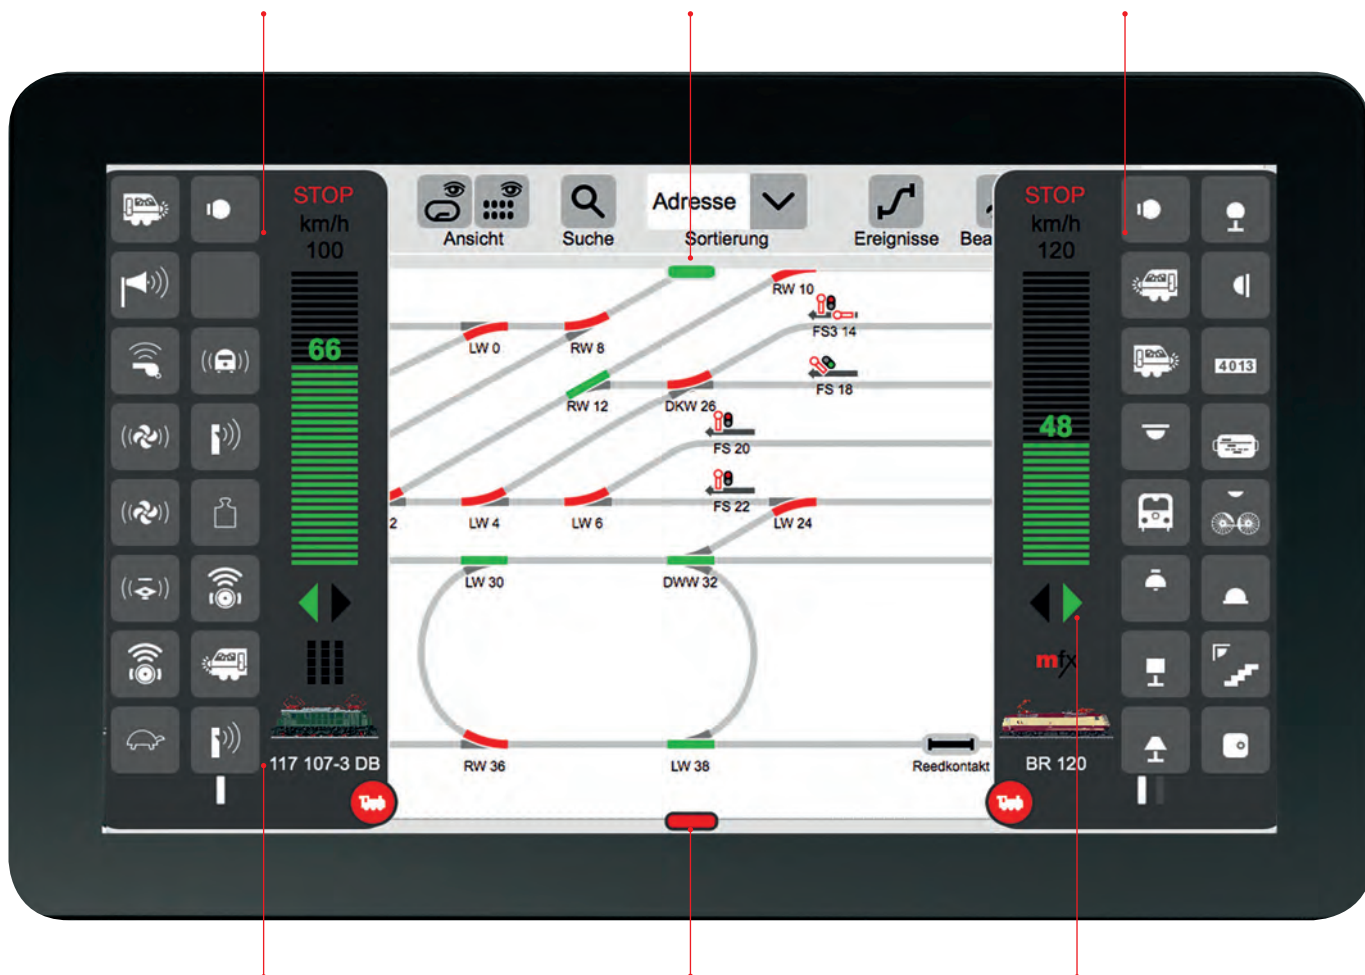 STOP
km/h
100
66
117 107-3 DB
Ansicht
Suche
Adresse
Sortierung
Ereignisse
Bea
RW 10
FS3 14
LW 0
RW 8
FS 18
RW 12
DKW 26
FS 20
FS 22
2
LW 4
LW 6
LW 24
LW 30
DWW 32
RW 36
LW 38
Reedkontakt
STOP
km/h
120
48
mfx
BR 120
4013